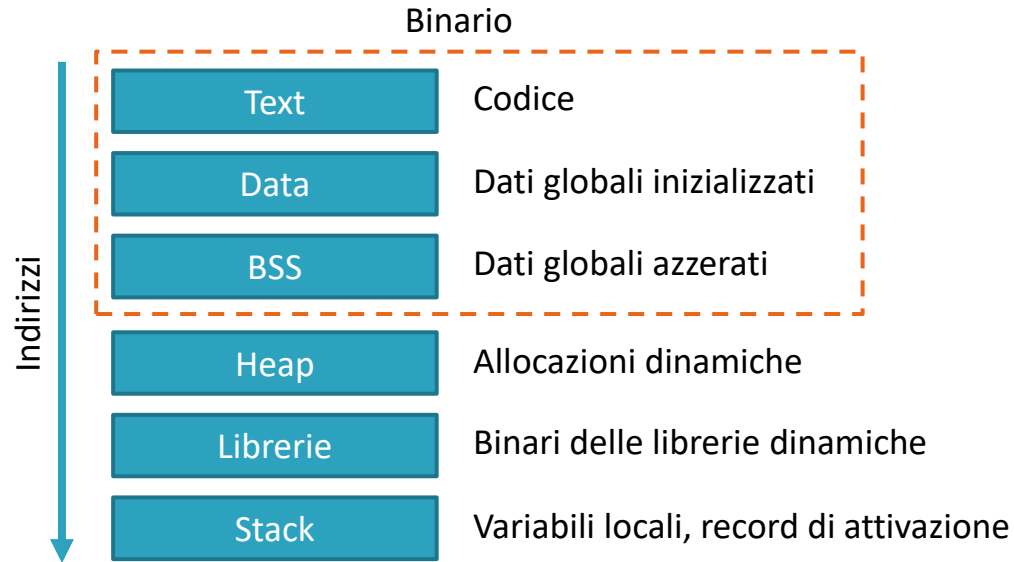 Binario
Text
Codice
Data
Dati globali inizializzati
BSS
Dati globali azzerati
Indirizzi
Heap
Allocazioni dinamiche
Librerie
Binari delle librerie dinamiche
Stack
Variabili locali, record di attivazione